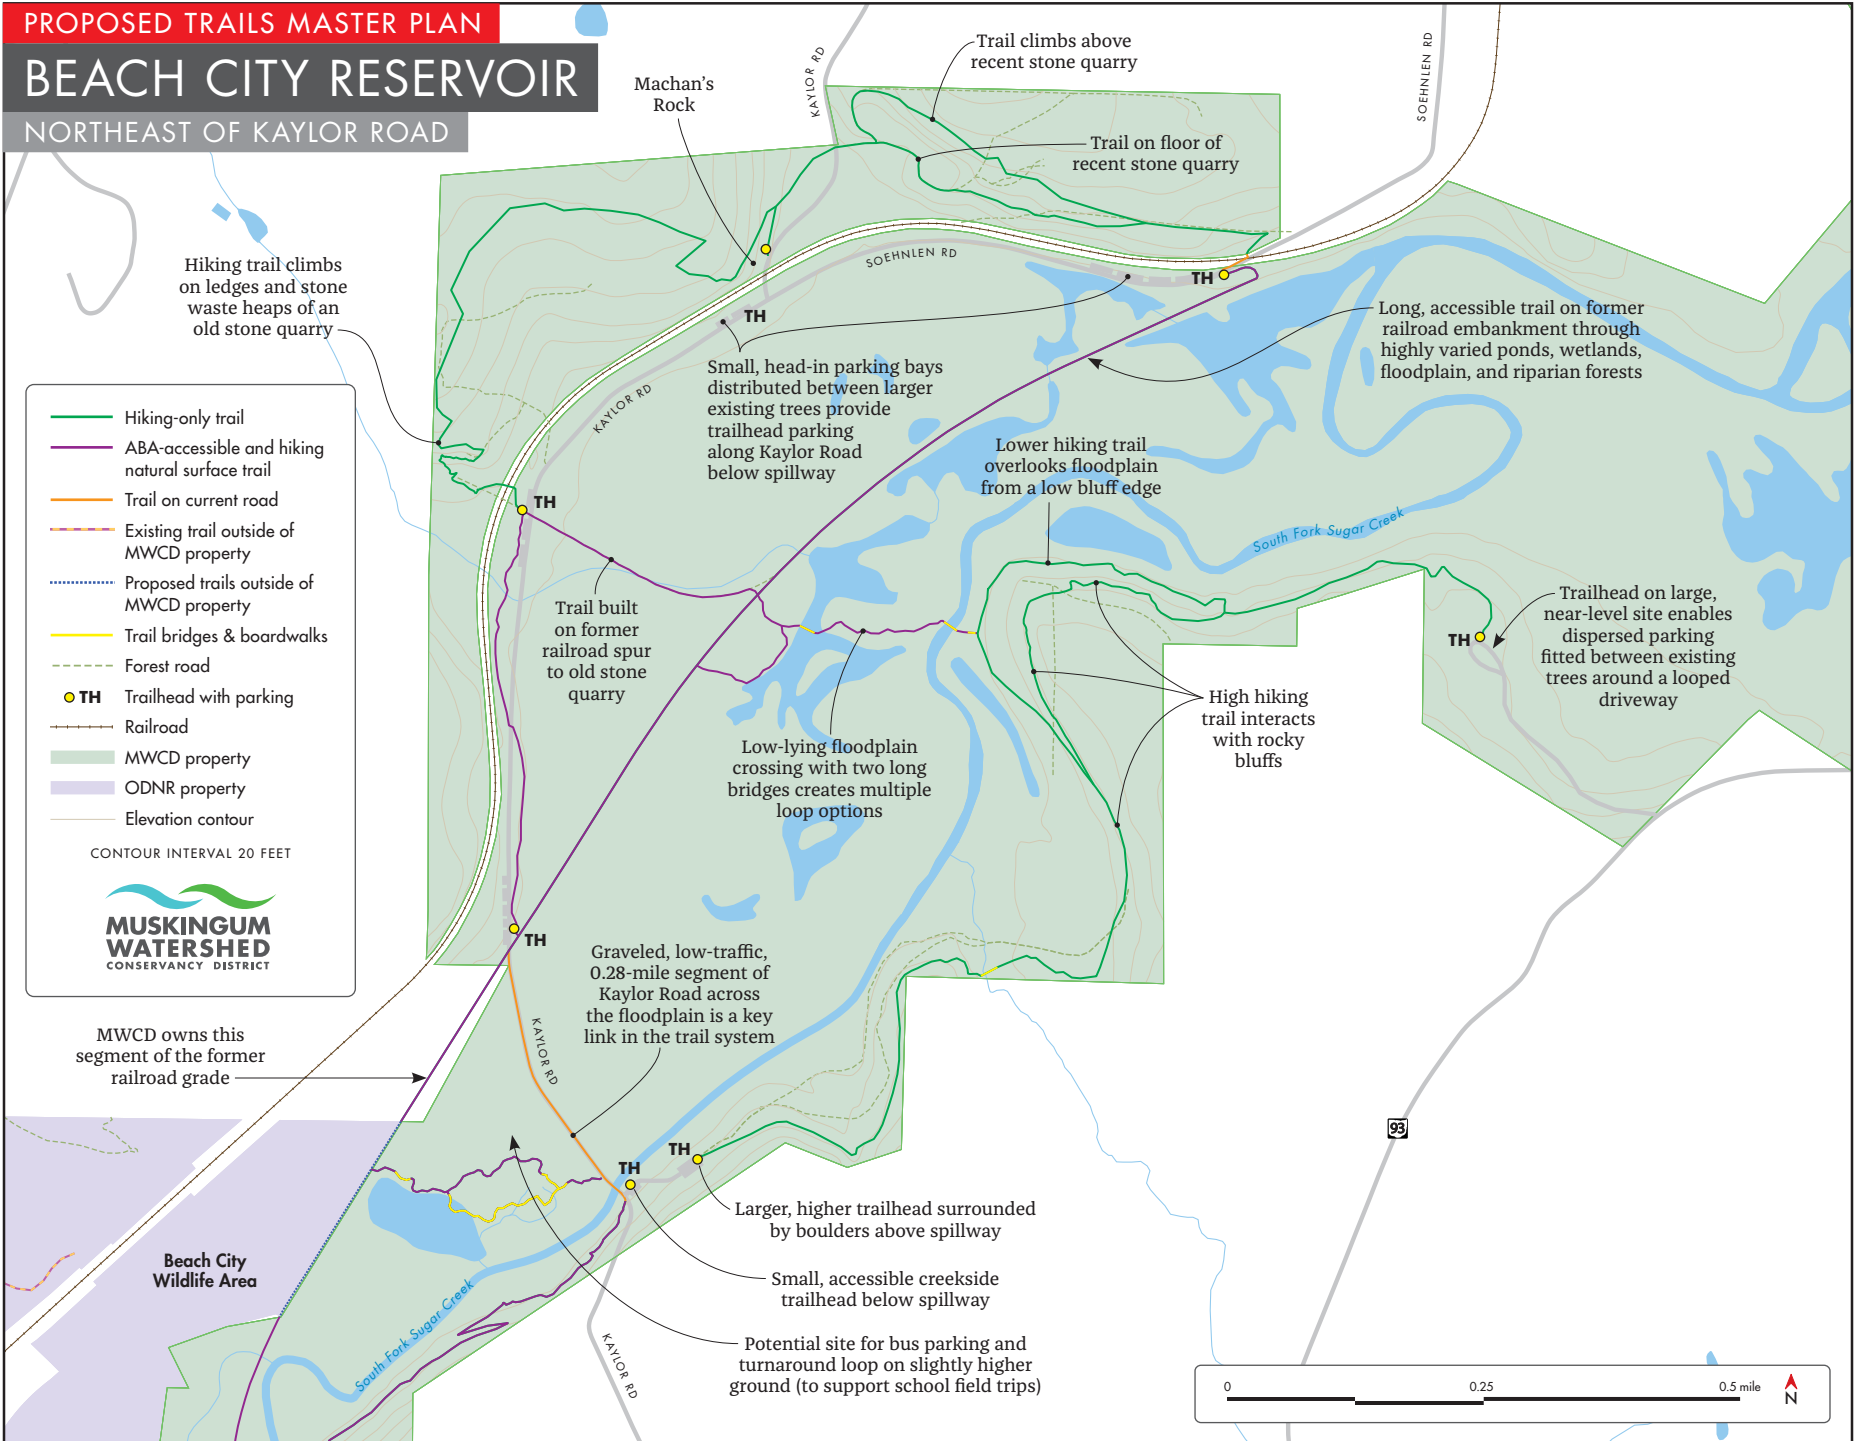 PROPOSED TRAILS MASTER PLAN
BEACH CITY RESERVOIR
NORTHEAST OF KAYLOR ROAD
Machan's
Rock
KAYLOR RD
Trail climbs above
recent stone quarry
SOEHNLEN RD
Trail on floor of
recent stone quarry
Hiking trail climbs
on ledges and stone
waste heaps of an
old stone quarry
SOEHNLEN RD
TH
TH
Long, accessible trail on former
railroad embankment through
highly varied ponds, wetlands,
floodplain, and riparian forests
Small, head-in parking bays
distributed between larger
existing trees provide
trailhead parking
along Kaylor Road
below spillway
KAYLOR RD
Lower hiking trail
overlooks floodplain
from a low bluff edge
TH
South Fork Sugar Creek
Hiking-only trail
ABA-accessible and hiking
natural surface trail
Trail on current road
Existing trail outside of
MWCD property
Proposed trails outside of
MWCD property
Trail bridges & boardwalks
Forest road
TH Trailhead with parking
Railroad
MWCD property
ODNR property
Elevation contour
CONTOUR INTERVAL 20 FEET
MUSKINGUM
WATERSHED
CONSERVANCY DISTRICT
Trail built
on former
railroad spur
to old stone
quarry
Trailhead on large,
near-level site enables
dispersed parking
fitted between existing
trees around a looped
driveway
TH
High hiking
trail interacts
with rocky
bluffs
Low-lying floodplain
crossing with two long
bridges creates multiple
loop options
TH
Graveled, low-traffic,
0.28-mile segment of
Kaylor Road across
the floodplain is a key
link in the trail system
KAYLOR RD
MWCD owns this
segment of the former
railroad grade
93
TH
TH
Larger, higher trailhead surrounded
by boulders above spillway
Beach City
Wildlife Area
Small, accessible creekside
trailhead below spillway
South Fork Sugar Creek
Potential site for bus parking and
turnaround loop on slightly higher
ground (to support school field trips)
KAYLOR RD
0 0.25 0.5 mile
N